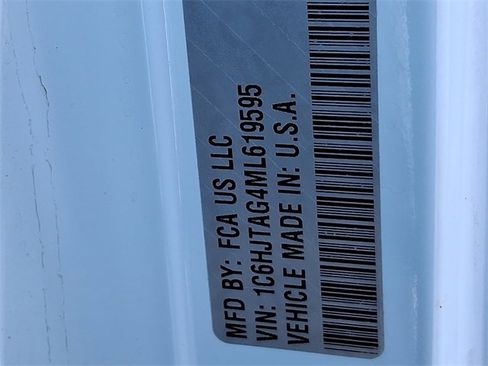 MFD BY: FCA US LLC
VIN: 1C6HJTAG4ML619595
VEHICLE MADE IN: U.S.A.